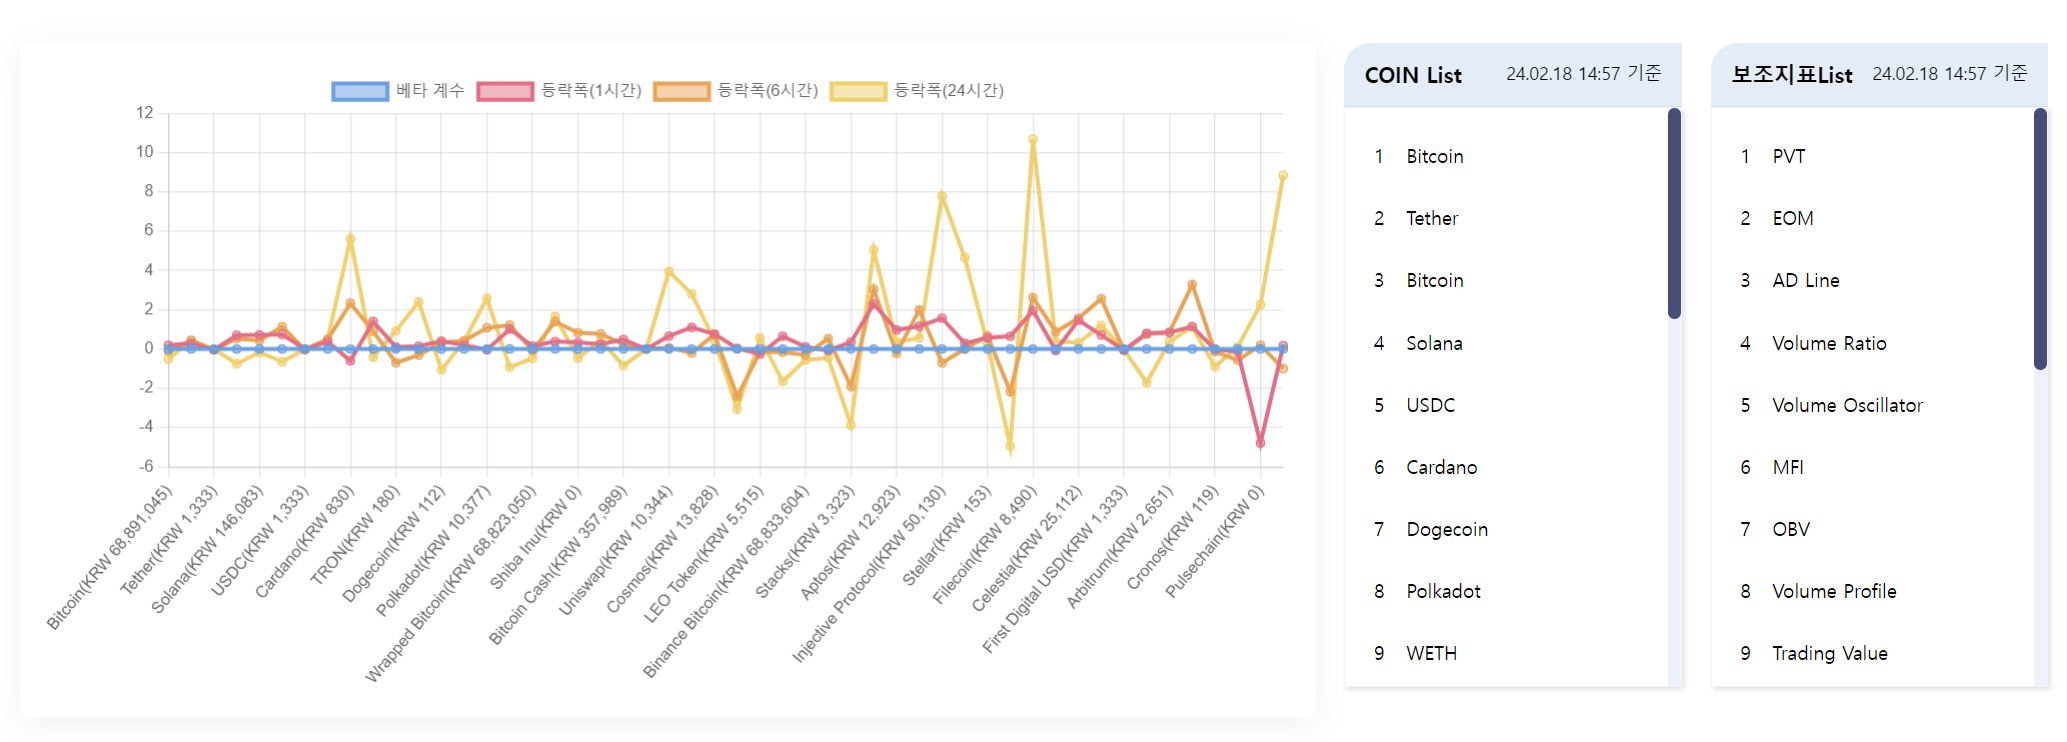 베타 계수
등락폭(1시간)
등락폭(6시간)
등락폭(24시간)
12
10
8
6
4
2
0
-2
-4
-6
Bitcoin(KRW 68,891,045)
Tether(KRW 1,333)
Solana(KRW 146,083)
USDC(KRW 1,333)
Cardano(KRW 830)
TRON(KRW 180)
Dogecoin(KRW 112)
Polkadot(KRW 10,377)
Wrapped Bitcoin(KRW 68,823,050)
Shiba Inu(KRW 0)
Bitcoin Cash(KRW 357,989)
Uniswap(KRW 10,344)
Cosmos(KRW 13,828)
LEO Token(KRW 5,515)
Binance Bitcoin(KRW 68,833,604)
Stacks(KRW 3,323)
Aptos(KRW 12,923)
Injective Protocol(KRW 50,130)
Stellar(KRW 153)
Filecoin(KRW 8,490)
Celestia(KRW 25,112)
First Digital USD(KRW 1,333)
Arbitrum(KRW 2,651)
Cronos(KRW 119)
Pulsechain(KRW 0)
COIN List 24.02.18 14:57 기준
1 Bitcoin
2 Tether
3 Bitcoin
4 Solana
5 USDC
6 Cardano
7 Dogecoin
8 Polkadot
9 WETH
보조지표List 24.02.18 14:57 기준
1 PVT
2 EOM
3 AD Line
4 Volume Ratio
5 Volume Oscillator
6 MFI
7 OBV
8 Volume Profile
9 Trading Value